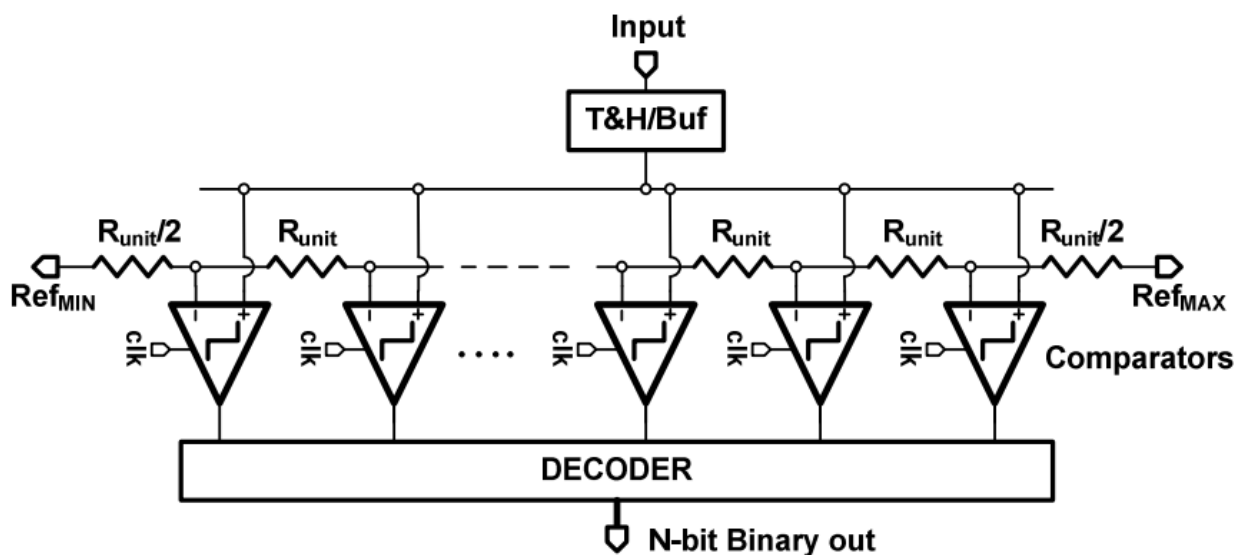 Input
T&H/Buf
Runit/2
Runit
Runit
Runit
Runit/2
RefMIN
RefMAX
- +
- +
- +
- +
- +
clk
clk
clk
clk
clk
Comparators
DECODER
N-bit Binary out